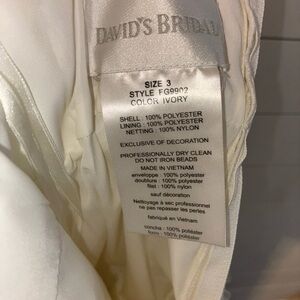 DAVID'S BRIDAL
SIZE 3
STYLE FG9902
COLOR IVORY
SHELL : 100% POLYESTER
LINING : 100% POLYESTER
NETTING : 100% NYLON
EXCLUSIVE OF DECORATION
PROFESSIONALLY DRY CLEAN
DO NOT IRON BEADS
MADE IN VIETNAM
enveloppe : 100% polyester
doublure : 100% polyester
filet : 100% nylon
sauf décoration
Nettoyage à sec professionnel
ne pas repasser les perles
fabriqué en Vietnam
concha : 100% poliéster
forro : 100% poliéster